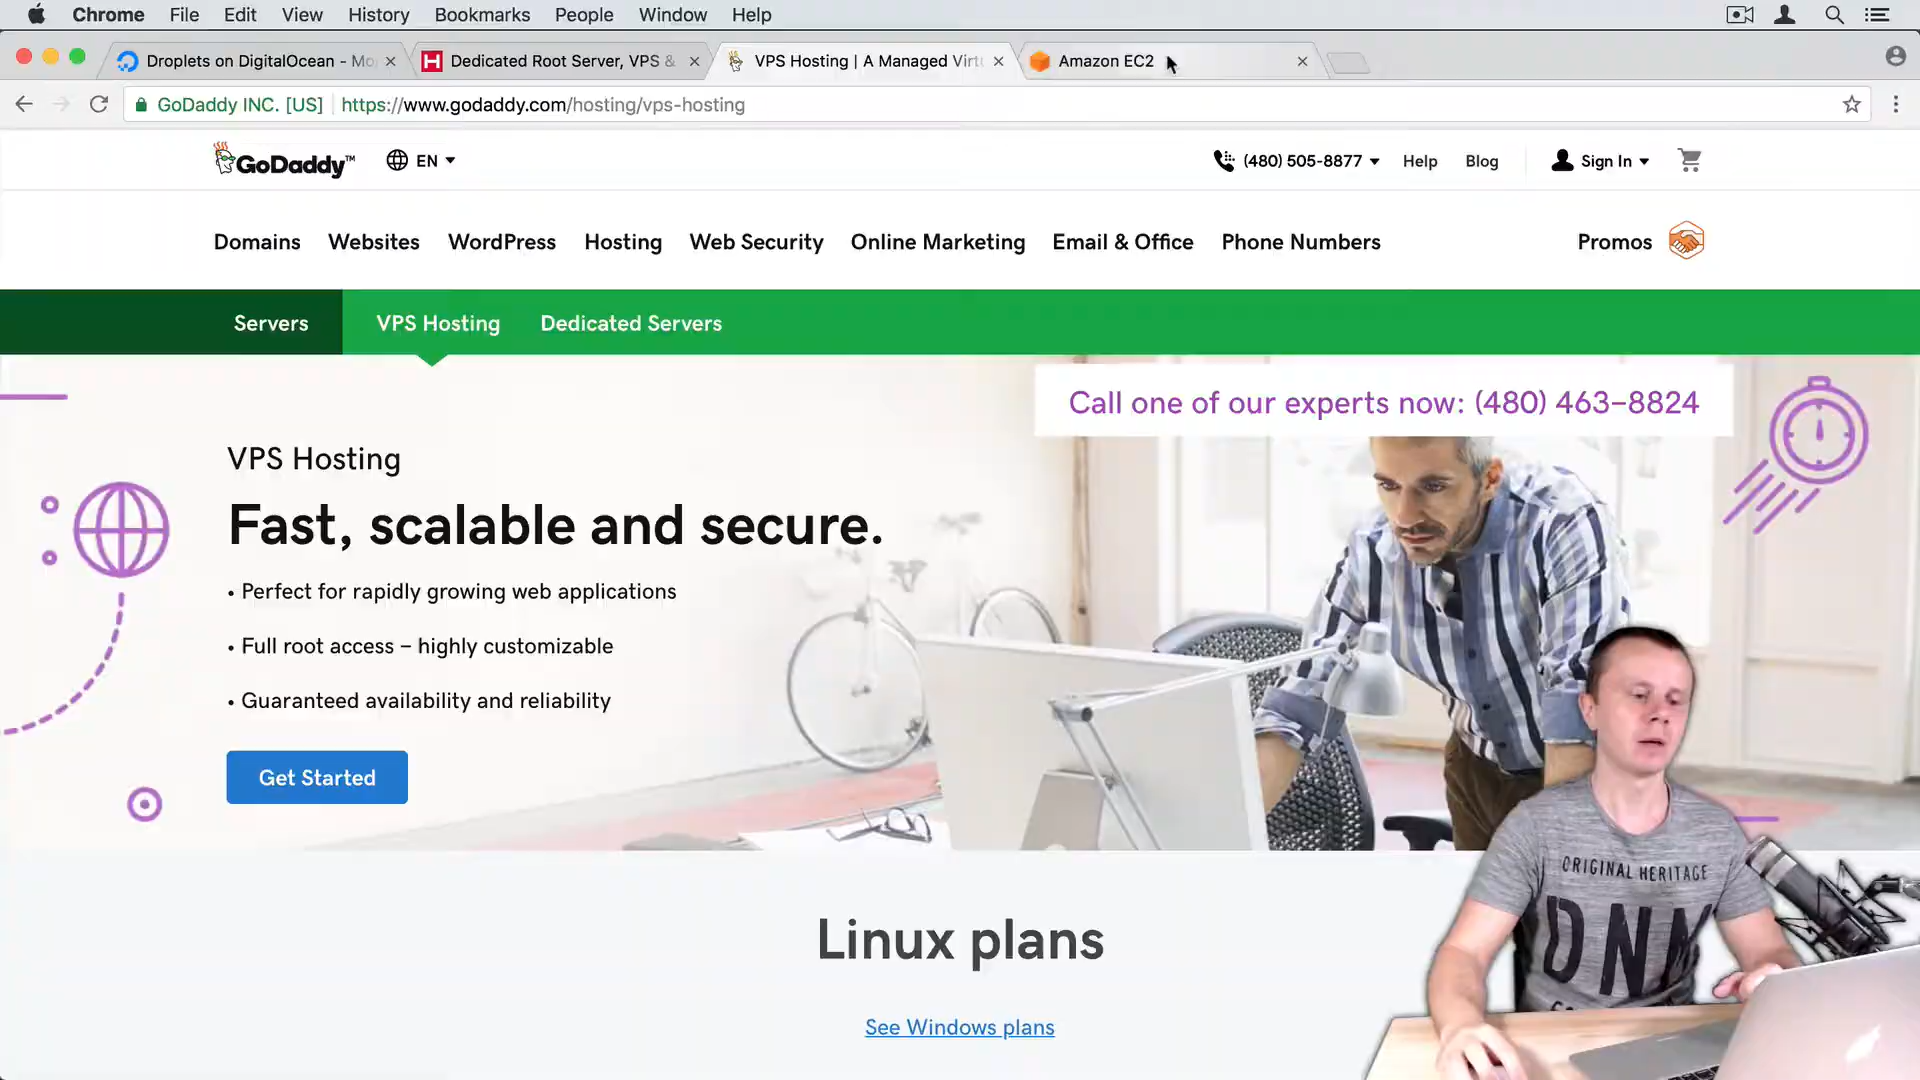 Chrome File Edit View History Bookmarks People Window Help
Droplets on DigitalOcean - Mo
Dedicated Root Server, VPS &
VPS Hosting | A Managed Virtu
Amazon EC2
GoDaddy INC. [US] https://www.godaddy.com/hosting/vps-hosting
GoDaddy™ EN (480) 505-8877 Help Blog Sign In
Domains Websites WordPress Hosting Web Security Online Marketing Email & Office Phone Numbers Promos
Servers VPS Hosting Dedicated Servers
Call one of our experts now: (480) 463-8824
VPS Hosting
Fast, scalable and secure.
• Perfect for rapidly growing web applications
• Full root access – highly customizable
• Guaranteed availability and reliability
Get Started
Linux plans
See Windows plans
ORIGINAL HERITAGE